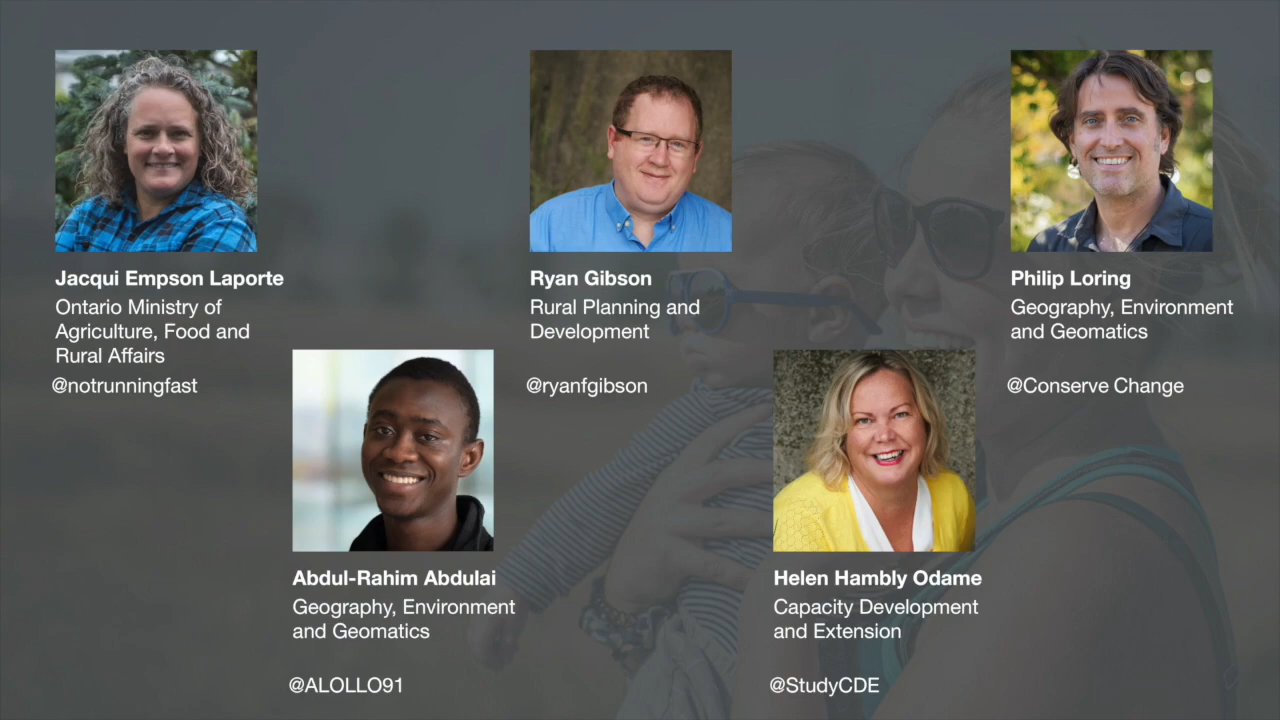 Jacqui Empson Laporte
Ontario Ministry of
Agriculture, Food and
Rural Affairs
@notrunningfast
Ryan Gibson
Rural Planning and
Development
@ryanfgibson
Philip Loring
Geography, Environment
and Geomatics
@Conserve Change
Abdul-Rahim Abdulai
Geography, Environment
and Geomatics
@ALOLLO91
Helen Hambly Odame
Capacity Development
and Extension
@StudyCDE